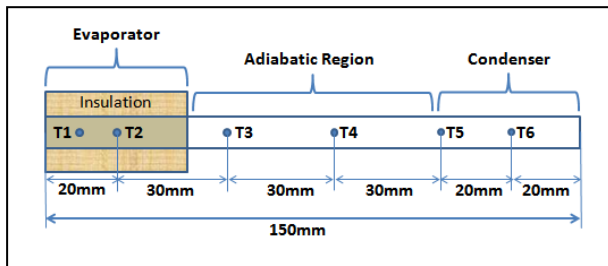 Evaporator
Adiabatic Region
Condenser
Insulation
T1 T2 T3 T4 T5 T6
20mm 30mm 30mm 30mm 20mm 20mm
150mm